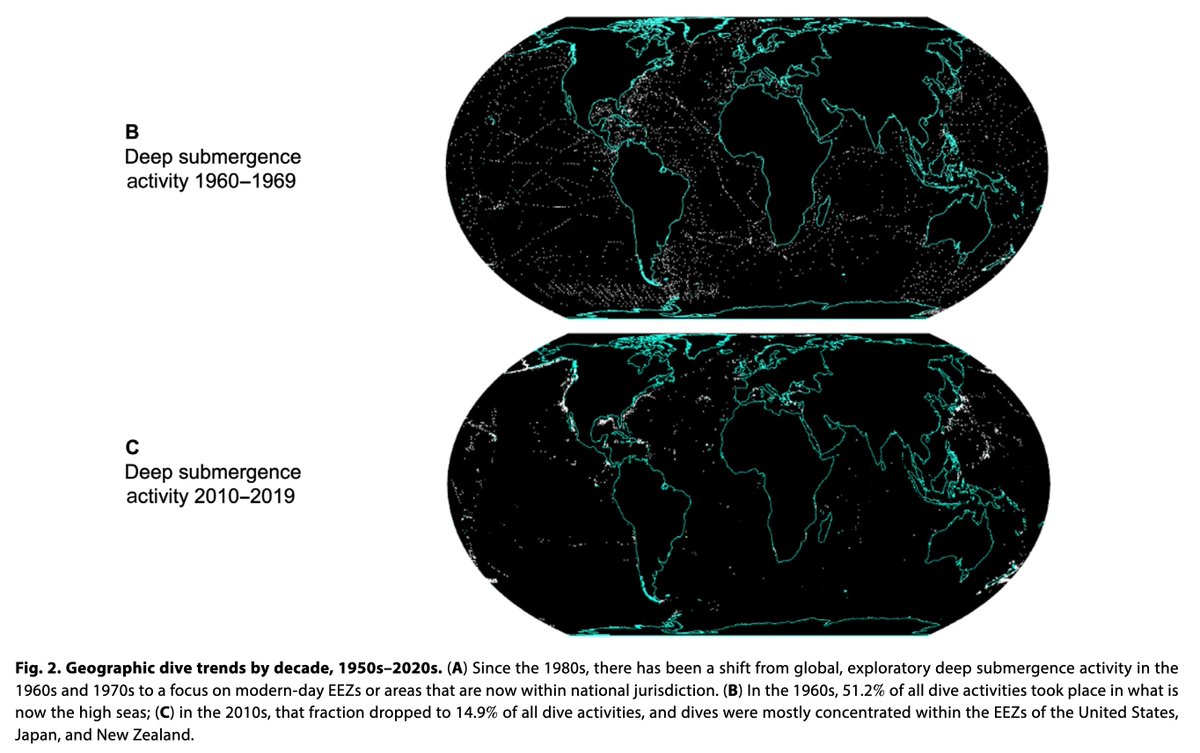 B
Deep submergence
activity 1960–1969
C
Deep submergence
activity 2010–2019
Fig. 2. Geographic dive trends by decade, 1950s–2020s. (A) Since the 1980s, there has been a shift from global, exploratory deep submergence activity in the
1960s and 1970s to a focus on modern-day EEZs or areas that are now within national jurisdiction. (B) In the 1960s, 51.2% of all dive activities took place in what is
now the high seas; (C) in the 2010s, that fraction dropped to 14.9% of all dive activities, and dives were mostly concentrated within the EEZs of the United States,
Japan, and New Zealand.